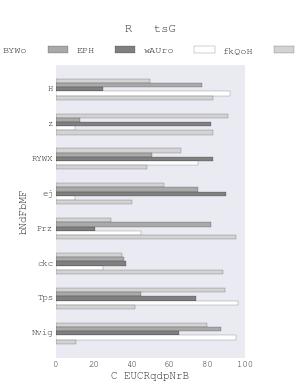 R tsG
BYWo EPH wAUro fkQoH
H
z
RYWX
ej
Prz
ckc
Tps
Nvig
bNdFbMF
0 20 40 60 80 100
C EUCRqdpNrB